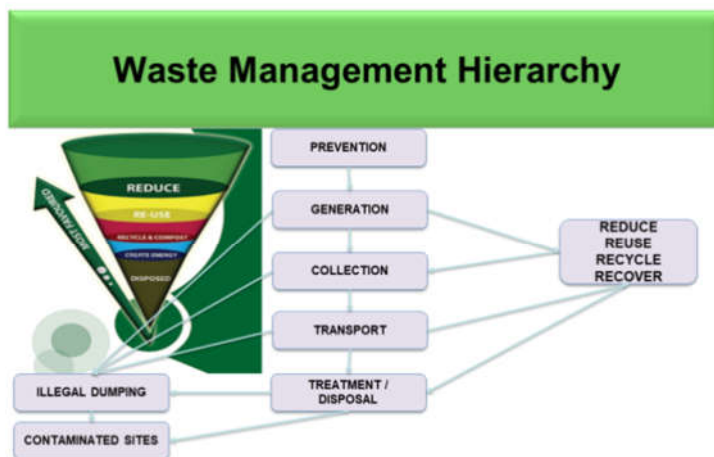 Waste Management Hierarchy
REDUCE
RE-USE
RECYCLE & COMPOST
CREATE ENERGY
DISPOSED
MOST FAVOURED
PREVENTION
GENERATION
COLLECTION
TRANSPORT
TREATMENT /
DISPOSAL
REDUCE
REUSE
RECYCLE
RECOVER
ILLEGAL DUMPING
CONTAMINATED SITES